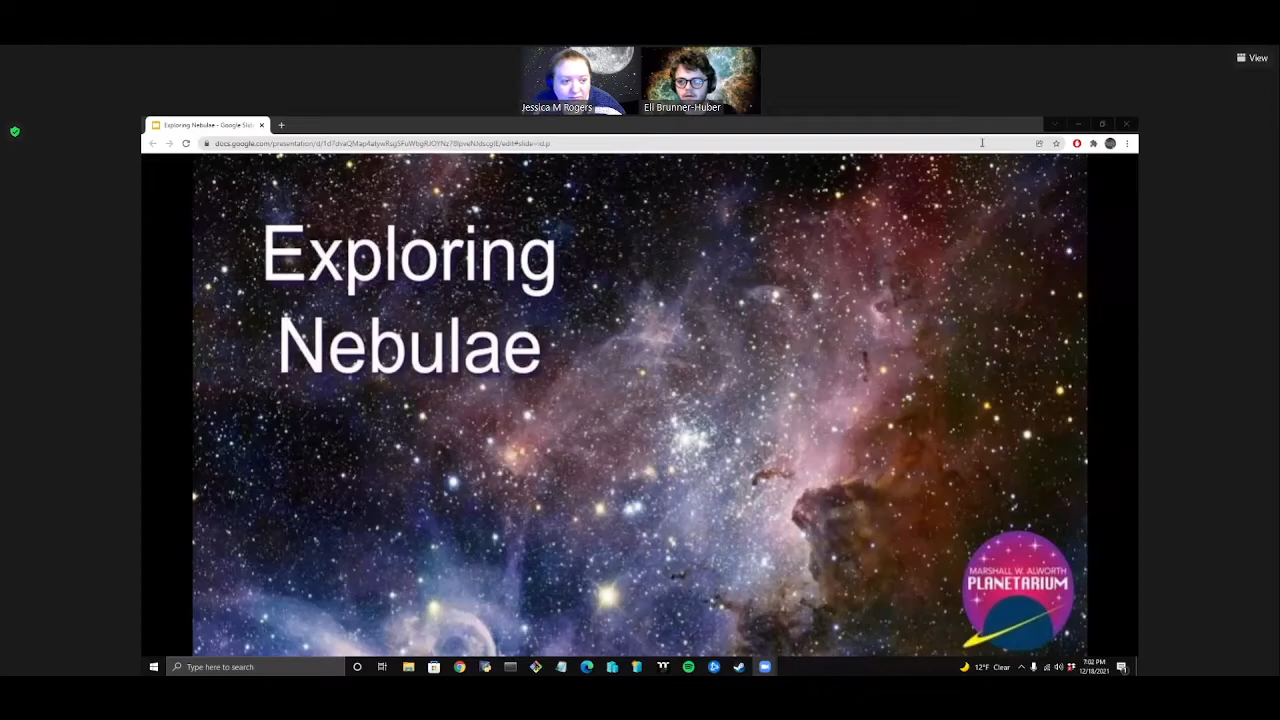 View
Jessica M Rogers
Eli Brunner-Huber
Exploring Nebulae - Google Slid
Exploring
Nebulae
MARSHALL W. ALWORTH
PLANETARIUM
Type here to search
12°F Clear
7:02 PM
12/18/2021